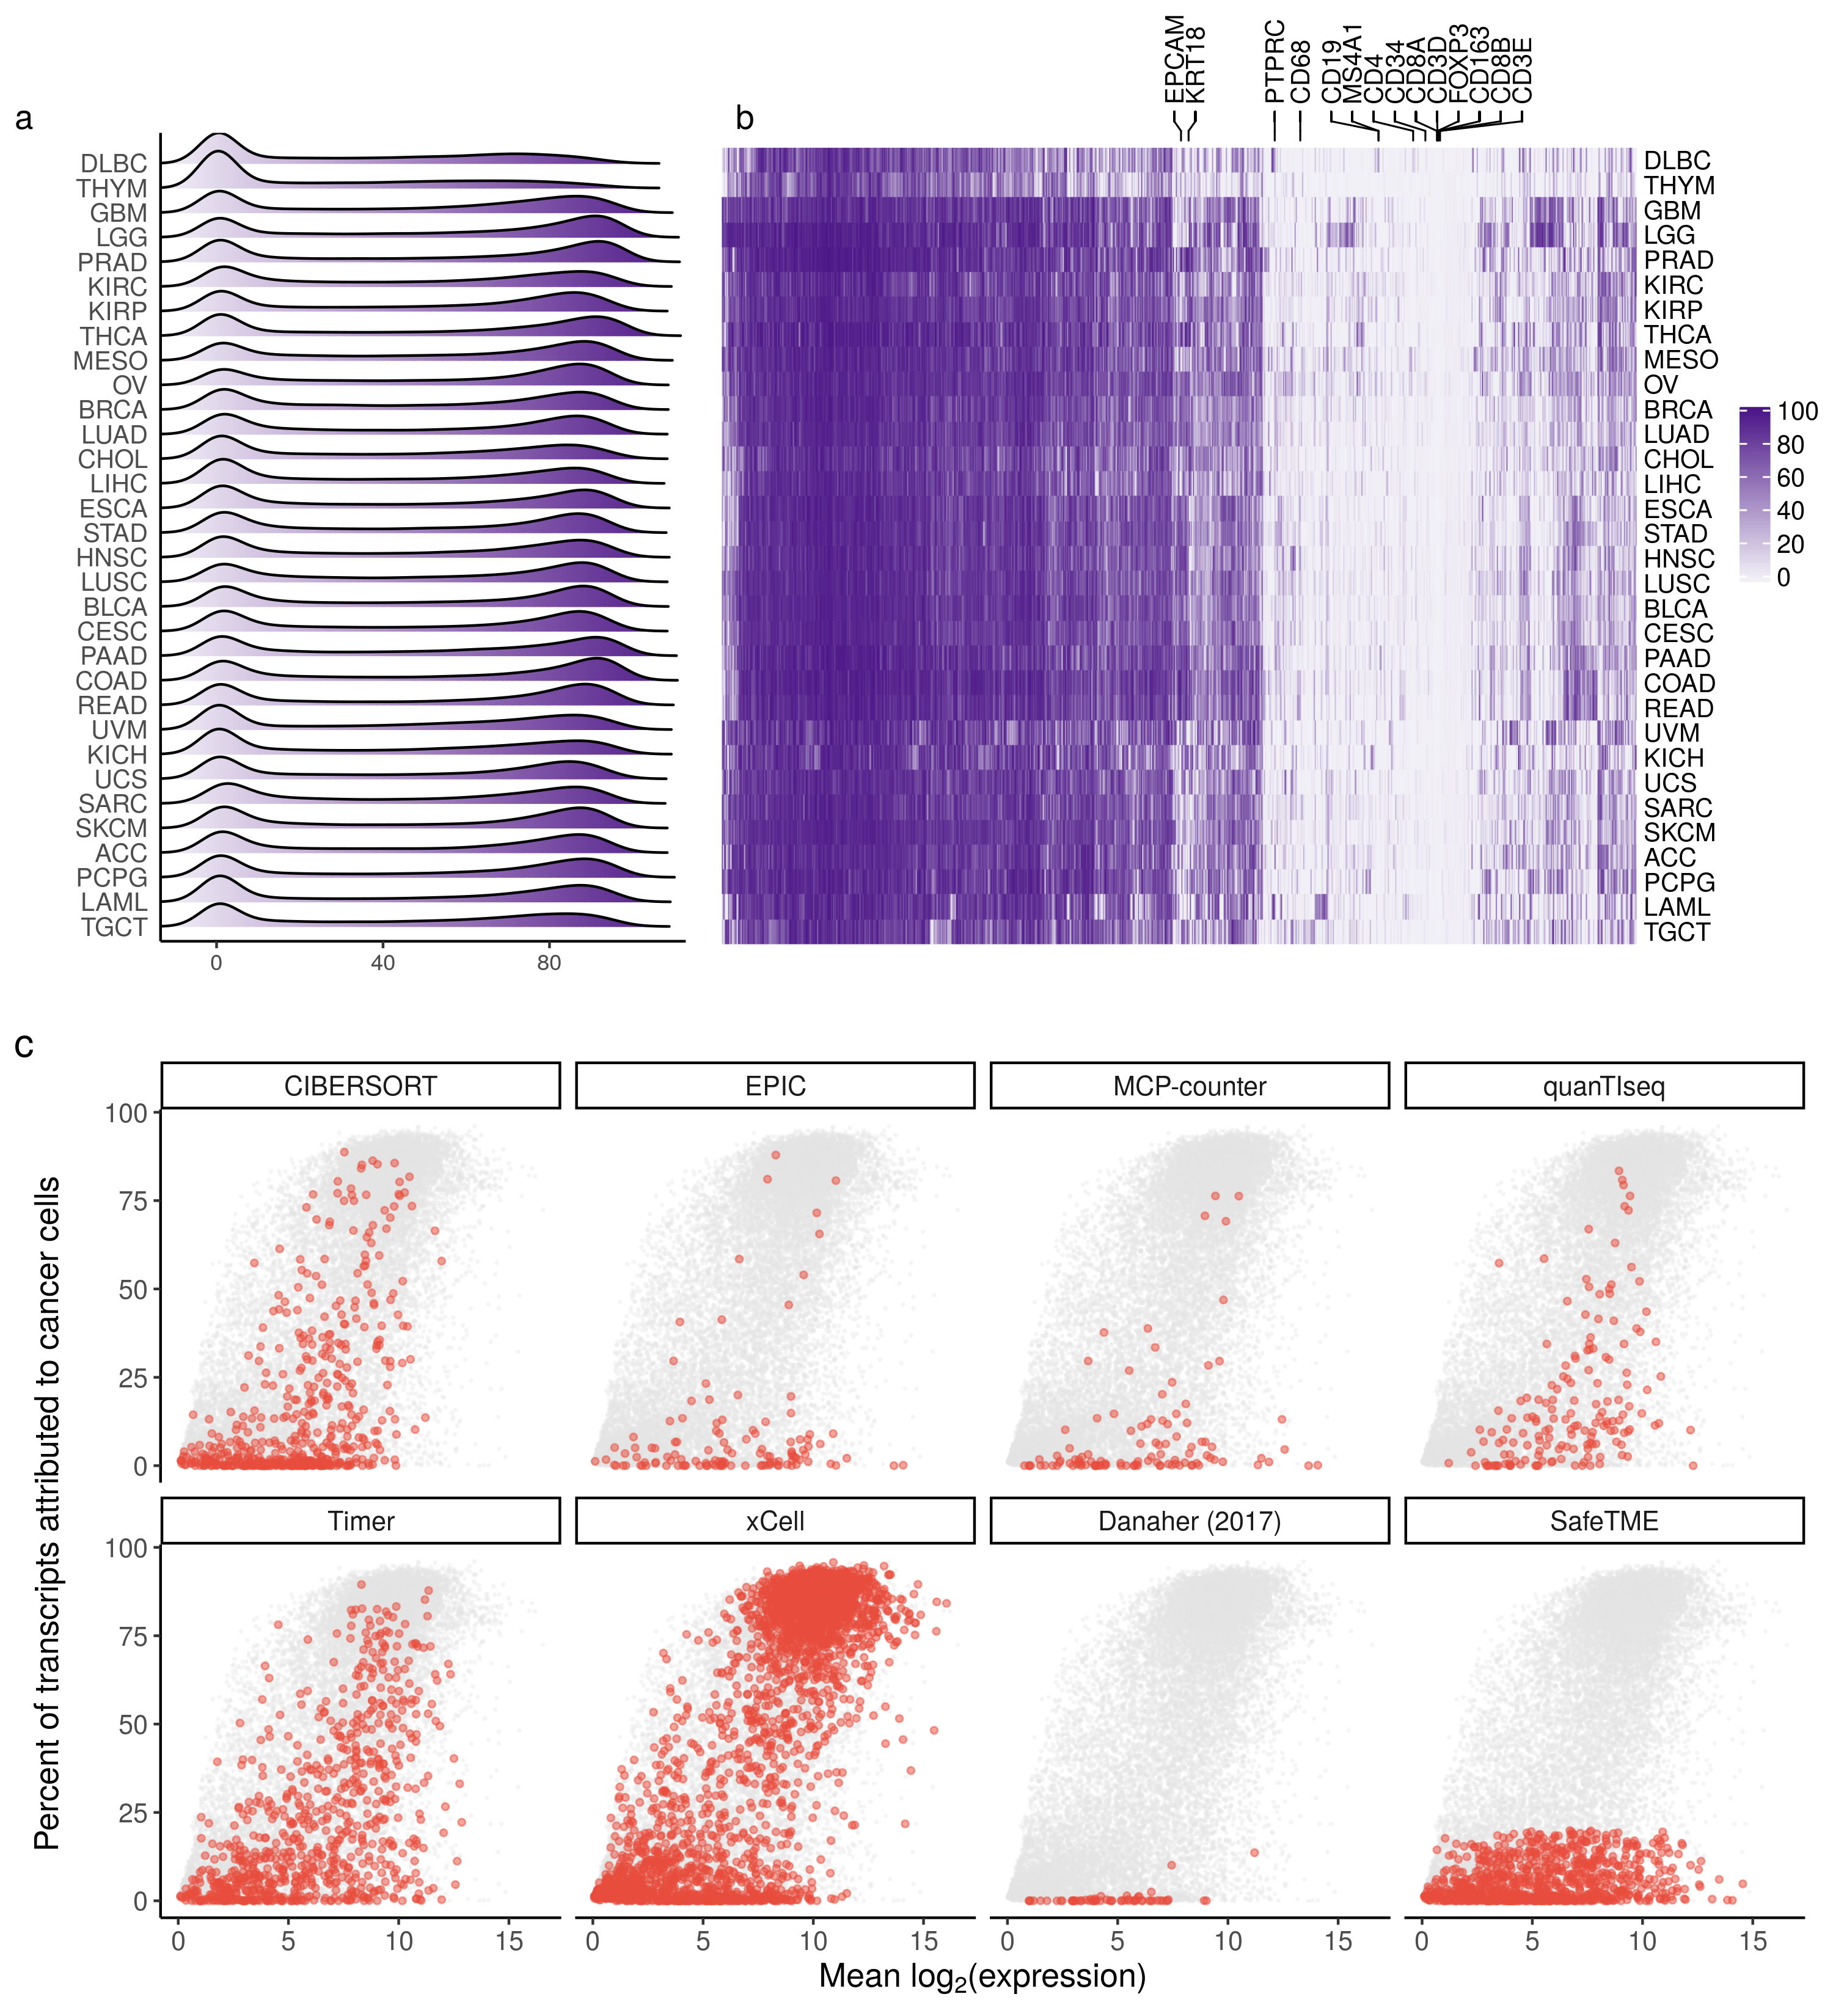 EPCAM
KRT18
PTPRC
CD68
CD19
MS4A1
CD4
CD34
CD8A
CD3D
FOXP3
CD163
CD8B
CD3E
a
DLBC
THYM
GBM
LGG
PRAD
KIRC
KIRP
THCA
MESO
OV
BRCA
LUAD
CHOL
LIHC
ESCA
STAD
HNSC
LUSC
BLCA
CESC
PAAD
COAD
READ
UVM
KICH
UCS
SARC
SKCM
ACC
PCPG
LAML
TGCT
0 40 80
b
DLBC
THYM
GBM
LGG
PRAD
KIRC
KIRP
THCA
MESO
OV
BRCA
LUAD
CHOL
LIHC
ESCA
STAD
HNSC
LUSC
BLCA
CESC
PAAD
COAD
READ
UVM
KICH
UCS
SARC
SKCM
ACC
PCPG
LAML
TGCT
100
80
60
40
20
0
c
Percent of transcripts attributed to cancer cells
CIBERSORT EPIC MCP-counter quanTIseq
100
75
50
25
0
Timer xCell Danaher (2017) SafeTME
100
75
50
25
0
0 5 10 15 0 5 10 15 0 5 10 15 0 5 10 15
Mean log₂(expression)